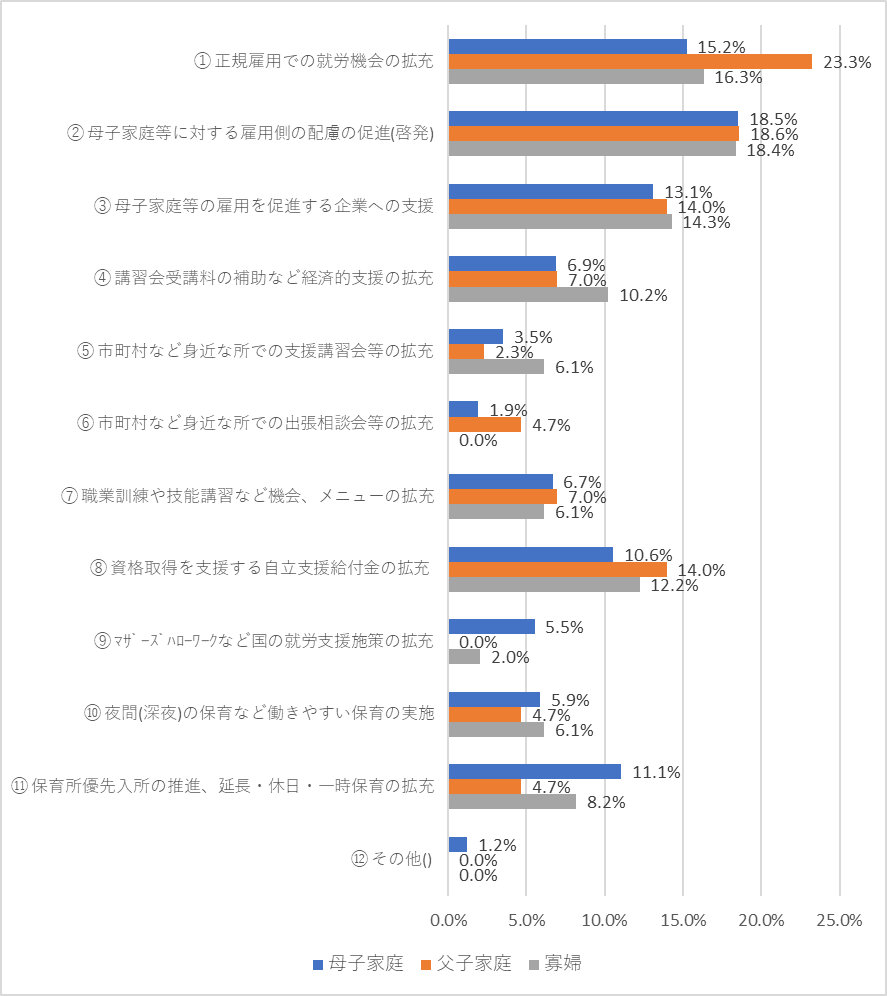 ① 正規雇用での就労機会の拡充
15.2%
23.3%
16.3%
② 母子家庭等に対する雇用側の配慮の促進(啓発)
18.5%
18.6%
18.4%
③ 母子家庭等の雇用を促進する企業への支援
13.1%
14.0%
14.3%
④ 講習会受講料の補助など経済的支援の拡充
6.9%
7.0%
10.2%
⑤ 市町村など身近な所での支援講習会等の拡充
3.5%
2.3%
6.1%
⑥ 市町村など身近な所での出張相談会等の拡充
1.9%
4.7%
0.0%
⑦ 職業訓練や技能講習など機会、メニューの拡充
6.7%
7.0%
6.1%
⑧ 資格取得を支援する自立支援給付金の拡充
10.6%
14.0%
12.2%
⑨ ﾏｻﾞｰｽﾞﾊﾛｰﾜｰｸなど国の就労支援施策の拡充
5.5%
0.0%
2.0%
⑩ 夜間(深夜)の保育など働きやすい保育の実施
5.9%
4.7%
6.1%
⑪ 保育所優先入所の推進、延長・休日・一時保育の拡充
11.1%
4.7%
8.2%
⑫ その他()
1.2%
0.0%
0.0%
0.0% 5.0% 10.0% 15.0% 20.0% 25.0%
母子家庭 父子家庭 寡婦